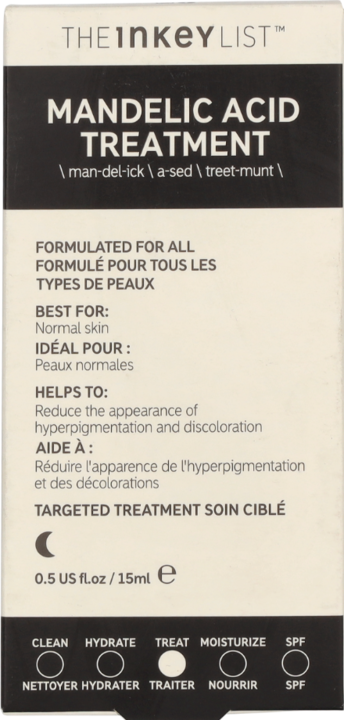 THE INKEY LIST™
MANDELIC ACID
TREATMENT
\ man-del-ick \ a-sed \ treet-munt \
FORMULATED FOR ALL
FORMULÉ POUR TOUS LES
TYPES DE PEAUX
BEST FOR:
Normal skin
IDÉAL POUR :
Peaux normales
HELPS TO:
Reduce the appearance of
hyperpigmentation and discoloration
AIDE À :
Réduire l'apparence de l'hyperpigmentation
et des décolorations
TARGETED TREATMENT SOIN CIBLÉ
0.5 US fl.oz / 15ml ℮
CLEAN HYDRATE TREAT MOISTURIZE SPF
NETTOYER HYDRATER TRAITER NOURRIR SPF